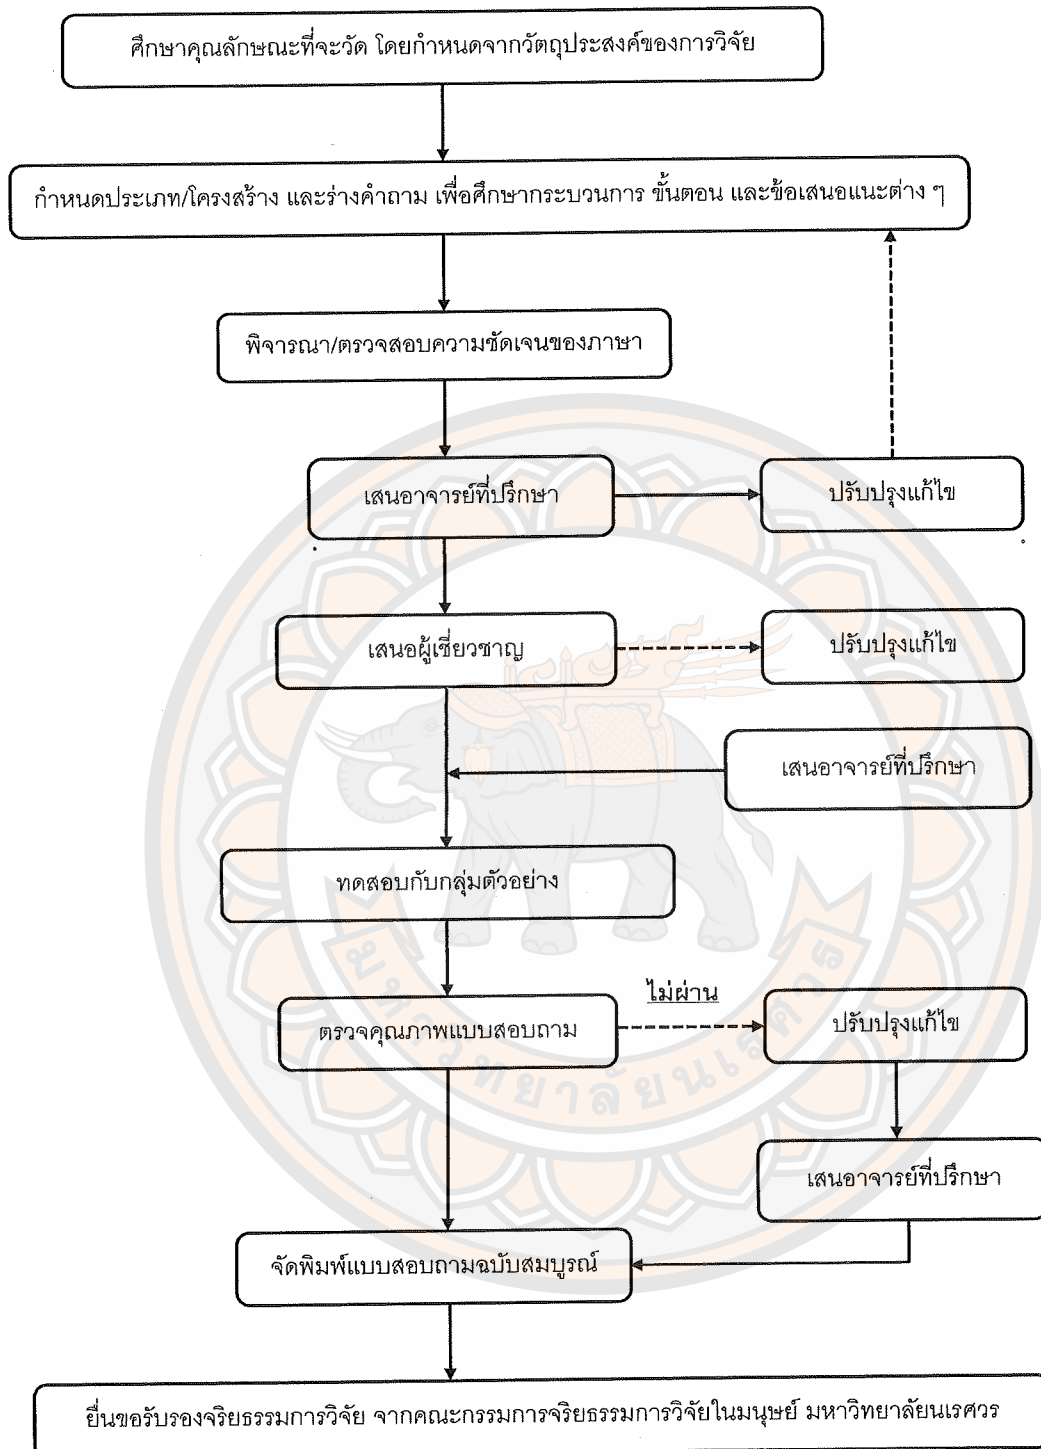 ศึกษาคุณลักษณะที่จะวัด โดยกำหนดจากวัตถุประสงค์ของการวิจัย
กำหนดประเภท/โครงสร้าง และร่างคำถาม เพื่อศึกษากระบวนการ ขั้นตอน และข้อเสนอแนะต่าง ๆ
พิจารณา/ตรวจสอบความชัดเจนของภาษา
เสนอาจารย์ที่ปรึกษา
ปรับปรุงแก้ไข
เสนอผู้เชี่ยวชาญ
ปรับปรุงแก้ไข
เสนอาจารย์ที่ปรึกษา
ทดสอบกับกลุ่มตัวอย่าง
ไม่ผ่าน
ตรวจคุณภาพแบบสอบถาม
ปรับปรุงแก้ไข
เสนอาจารย์ที่ปรึกษา
จัดพิมพ์แบบสอบถามฉบับสมบูรณ์
ยื่นขอรับรองจริยธรรมการวิจัย จากคณะกรรมการจริยธรรมการวิจัยในมนุษย์ มหาวิทยาลัยนเรศวร
มหาวิทยาลัยนเรศวร